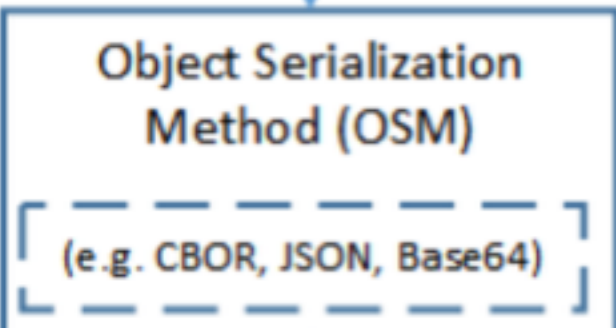 Object Serialization
Method (OSM)
(e.g. CBOR, JSON, Base64)